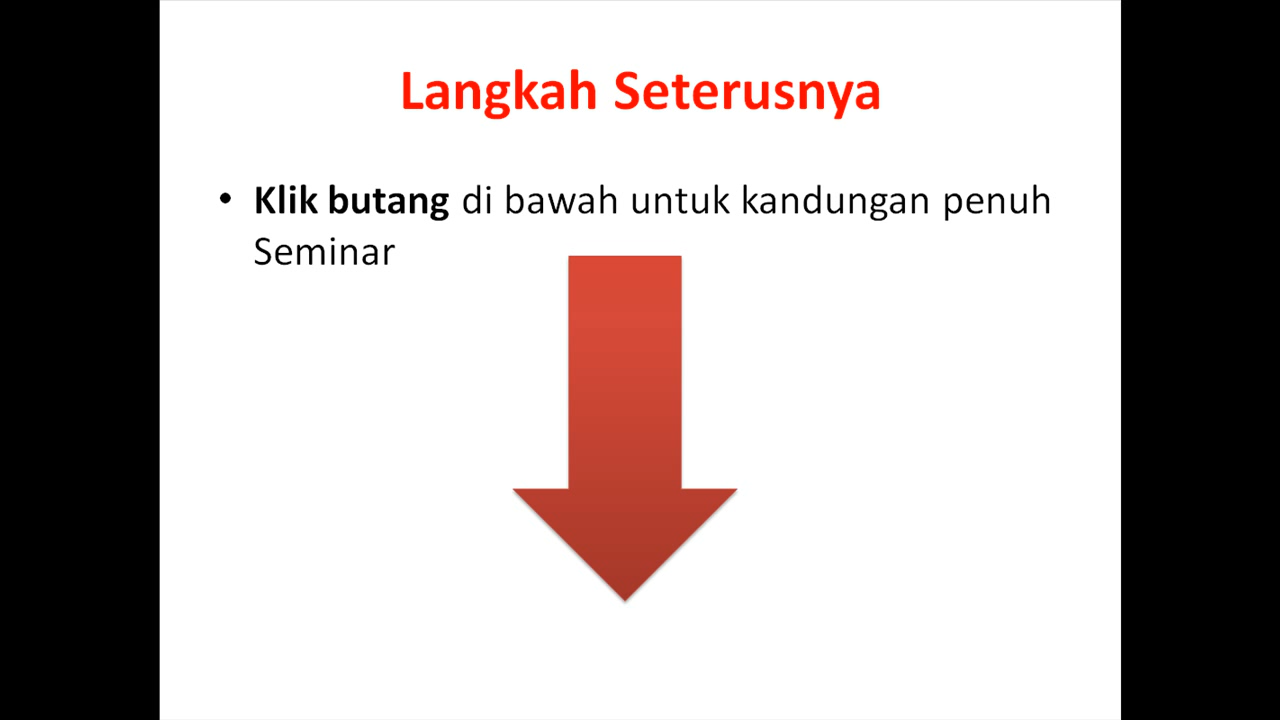 Langkah Seterusnya
• Klik butang di bawah untuk kandungan penuh
Seminar